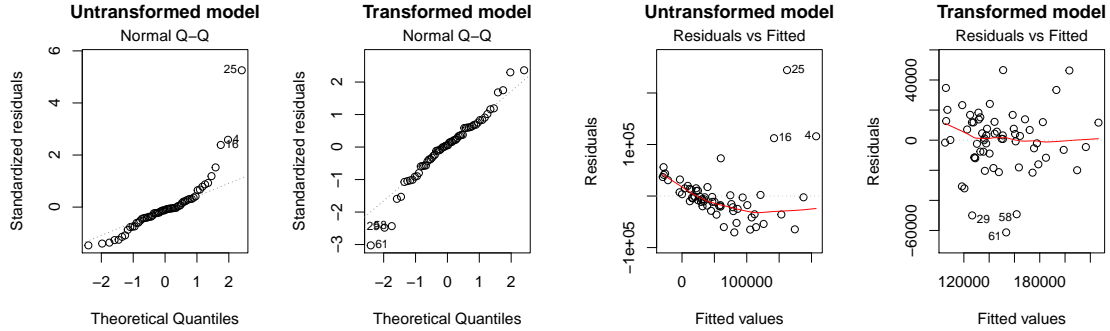 Untransformed model
Normal Q−Q
Standardized residuals
6
4
2
0
25
4
16
−2 −1 0 1 2
Theoretical Quantiles
Transformed model
Normal Q−Q
Standardized residuals
2
1
0
−1
−2
−3
58
61
−2 −1 0 1 2
Theoretical Quantiles
Untransformed model
Residuals vs Fitted
Residuals
1e+05
−1e+05
25
16
4
0 100000
Fitted values
Transformed model
Residuals vs Fitted
Residuals
40000
0
−60000
29
58
61
120000 180000
Fitted values